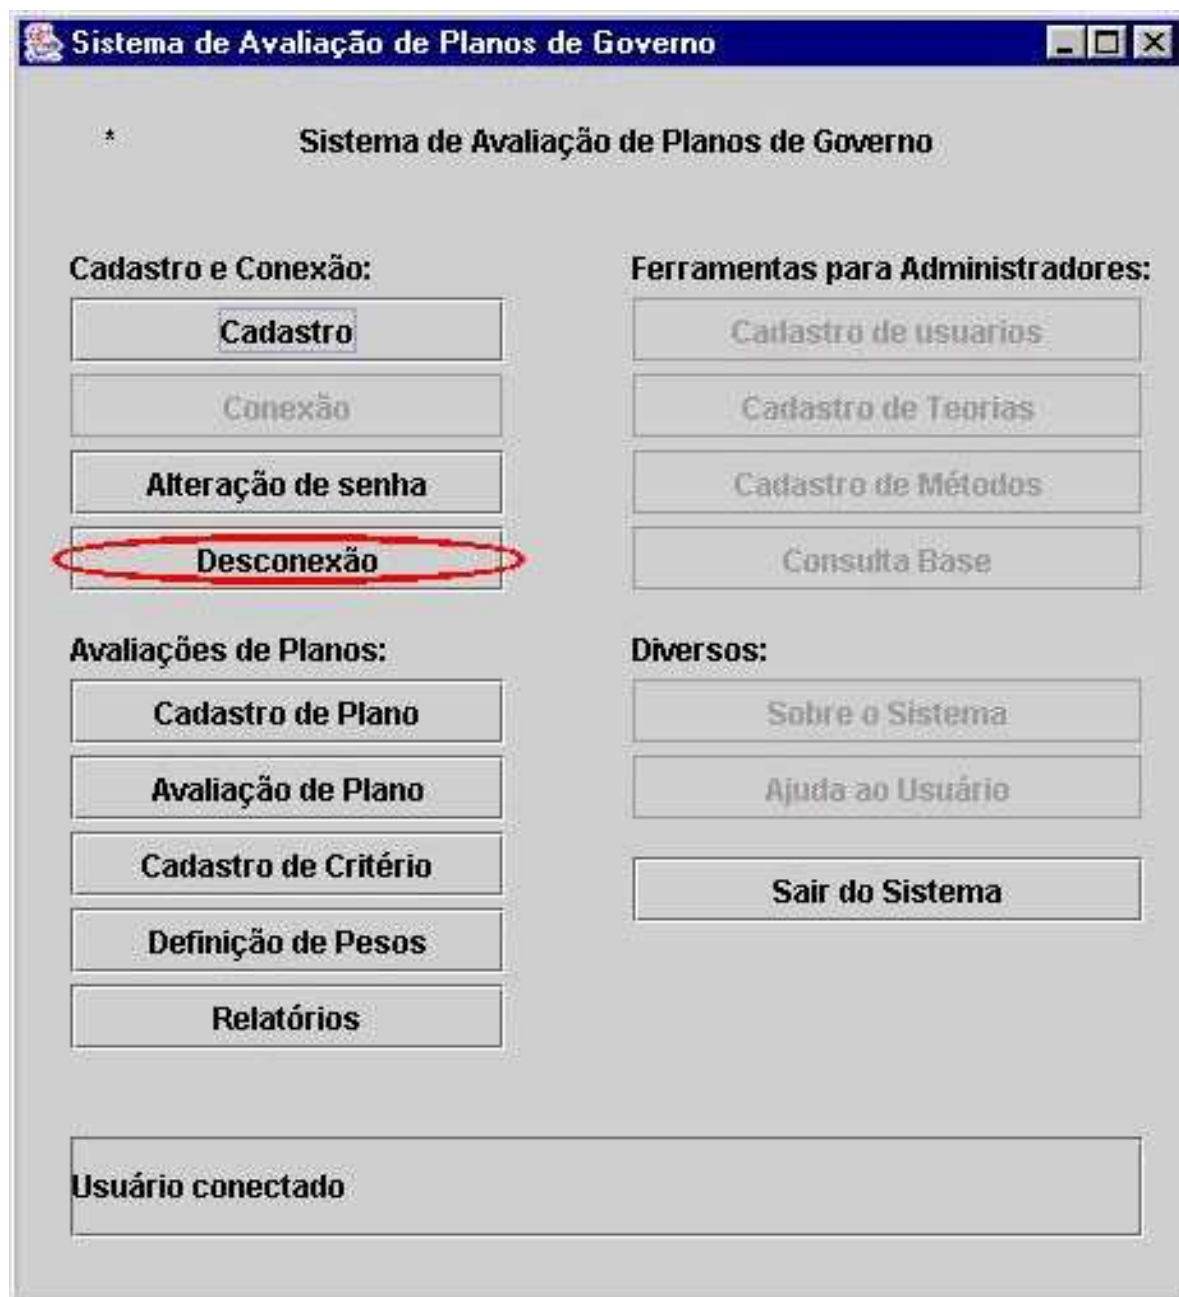 Sistema de Avaliação de Planos de Governo
* Sistema de Avaliação de Planos de Governo
Cadastro e Conexão:
Cadastro
Conexão
Alteração de senha
Desconexão
Avaliações de Planos:
Cadastro de Plano
Avaliação de Plano
Cadastro de Critério
Definição de Pesos
Relatórios
Ferramentas para Administradores:
Cadastro de usuarios
Cadastro de Teorias
Cadastro de Métodos
Consulta Base
Diversos:
Sobre o Sistema
Ajuda ao Usuário
Sair do Sistema
Usuário conectado